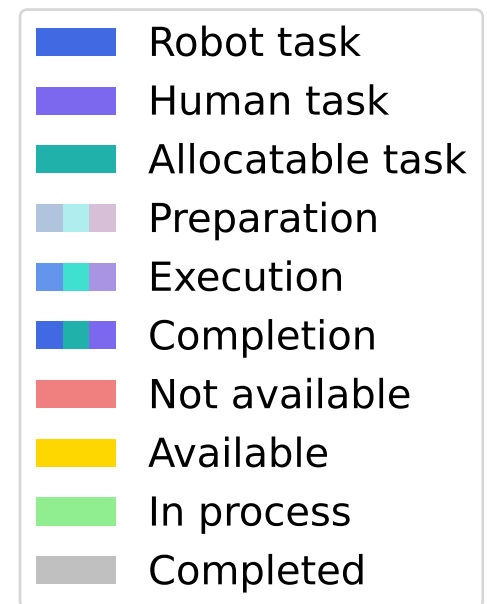 Robot task
Human task
Allocatable task
Preparation
Execution
Completion
Not available
Available
In process
Completed